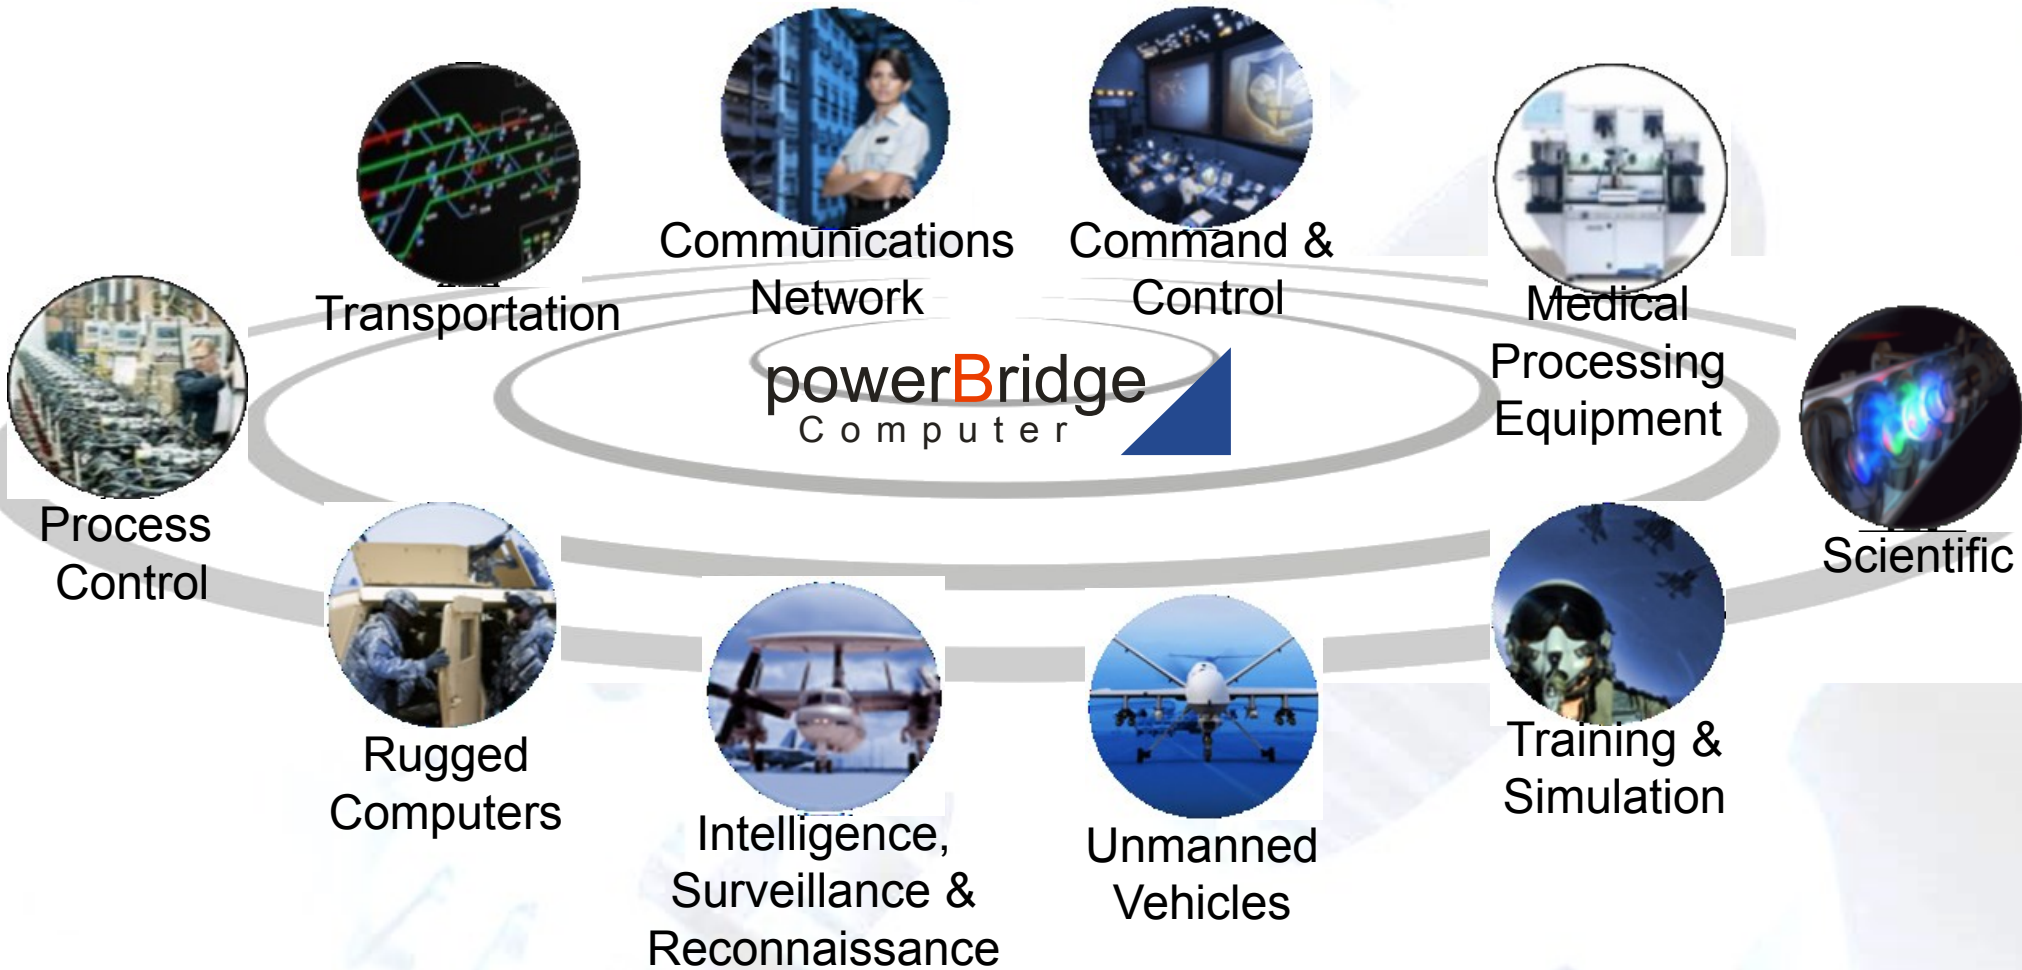 Communications
Network
Command &
Control
Transportation
Medical
Processing
Equipment
powerBridge
Computer
Process
Control
Scientific
Rugged
Computers
Intelligence,
Surveillance &
Reconnaissance
Unmanned
Vehicles
Training &
Simulation